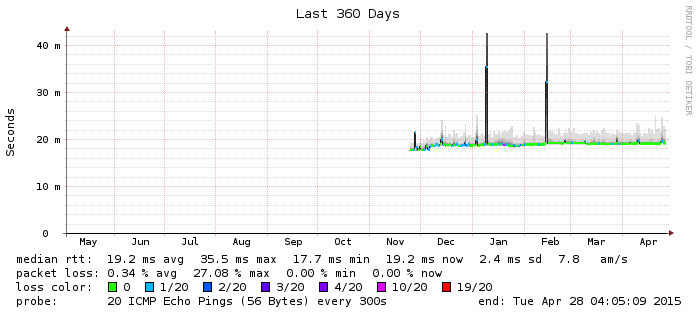 Last 360 Days
RRDTOOL / TOBI OETIKER
Seconds
40 m
30 m
20 m
10 m
0
May Jun Jul Aug Sep Oct Nov Dec Jan Feb Mar Apr
median rtt: 19.2 ms avg 35.5 ms max 17.7 ms min 19.2 ms now 2.4 ms sd 7.8 am/s
packet loss: 0.34 % avg 27.08 % max 0.00 % min 0.00 % now
loss color: 0 1/20 2/20 3/20 4/20 10/20 19/20
probe: 20 ICMP Echo Pings (56 Bytes) every 300s end: Tue Apr 28 04:05:09 2015